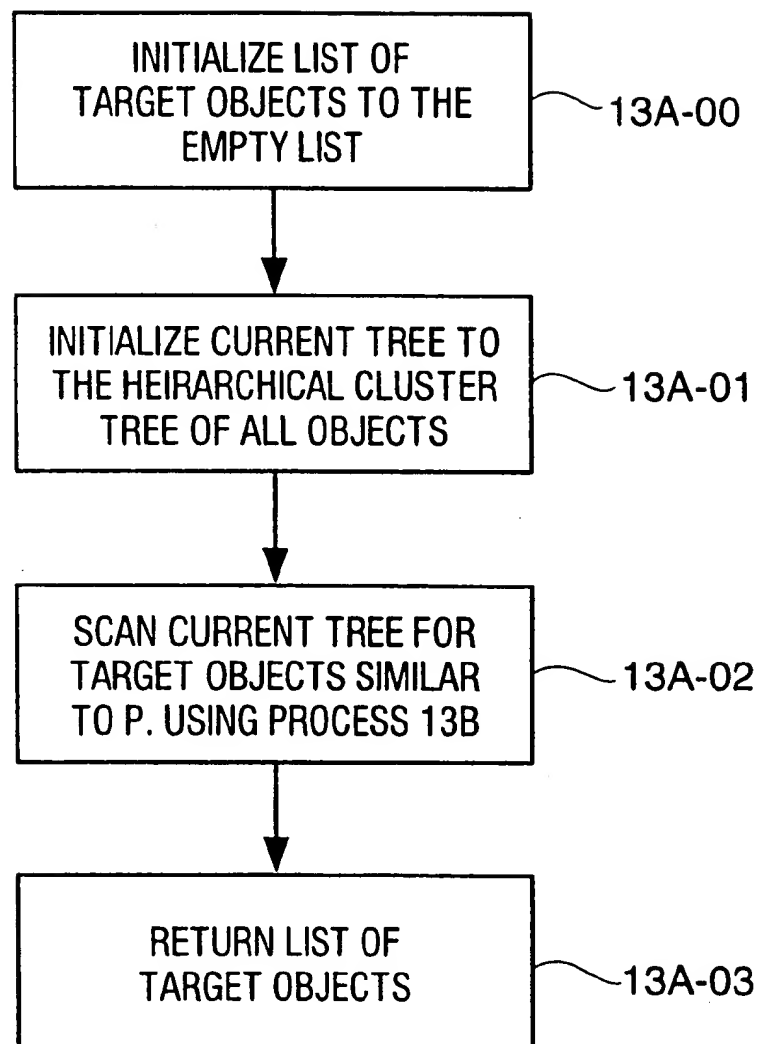 INITIALIZE LIST OF
TARGET OBJECTS TO THE
EMPTY LIST
13A-00
INITIALIZE CURRENT TREE TO
THE HEIRARCHICAL CLUSTER
TREE OF ALL OBJECTS
13A-01
SCAN CURRENT TREE FOR
TARGET OBJECTS SIMILAR
TO P. USING PROCESS 13B
13A-02
RETURN LIST OF
TARGET OBJECTS
13A-03